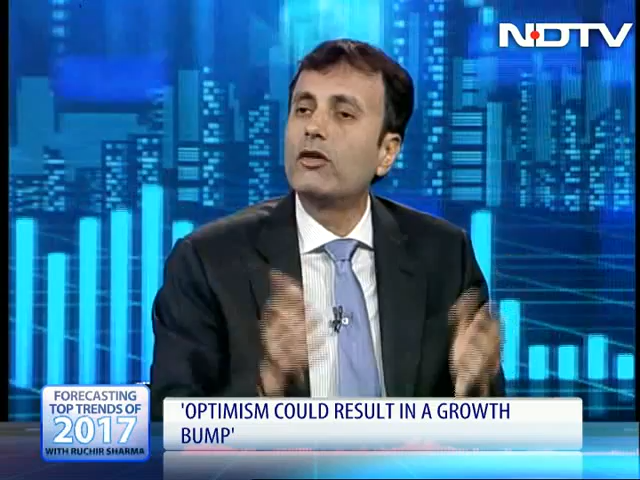 NDTV
FORECASTING
TOP TRENDS OF
2017
WITH RUCHIR SHARMA
'OPTIMISM COULD RESULT IN A GROWTH
BUMP'